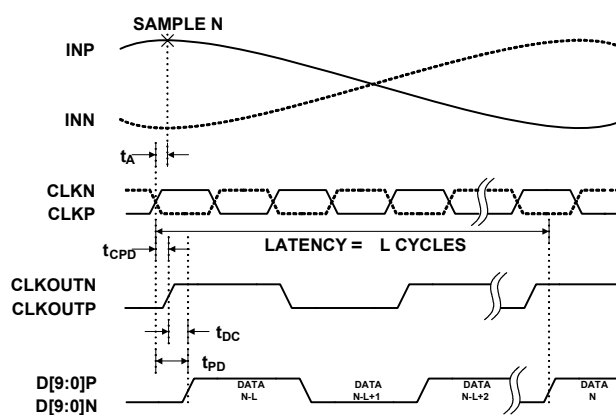 SAMPLE N
INP
INN
tA
CLKN
CLKP
LATENCY = L CYCLES
tCPD
CLKOUTN
CLKOUTP
tDC
tPD
D[9:0]P
D[9:0]N
DATA
N-L
DATA
N-L+1
DATA
N-L+2
DATA
N